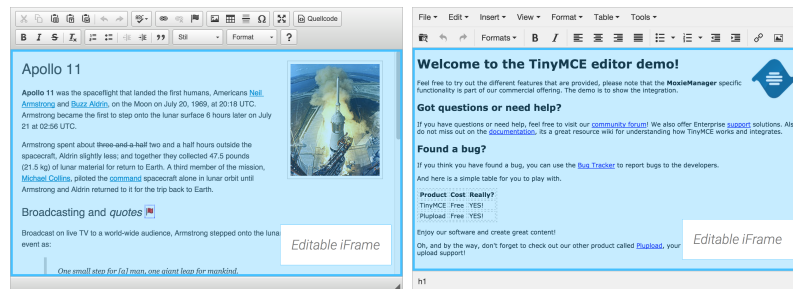 Quellcode
B I S Ix Stil Format ?
Apollo 11
Apollo 11 was the spaceflight that landed the first humans, Americans Neil
Armstrong and Buzz Aldrin, on the Moon on July 20, 1969, at 20:18 UTC.
Armstrong became the first to step onto the lunar surface 6 hours later on July
21 at 02:56 UTC.
Armstrong spent about three and a half two and a half hours outside the
spacecraft, Aldrin slightly less; and together they collected 47.5 pounds
(21.5 kg) of lunar material for return to Earth. A third member of the mission,
Michael Collins, piloted the command spacecraft alone in lunar orbit until
Armstrong and Aldrin returned to it for the trip back to Earth.
Broadcasting and quotes
Broadcast on live TV to a world-wide audience, Armstrong stepped onto the luna
event as:
One small step for [a] man, one giant leap for mankind.
Editable iFrame
File Edit Insert View Format Table Tools
Formats B I
Welcome to the TinyMCE editor demo!
Feel free to try out the different features that are provided, please note that the MoxieManager specific
functionality is part of our commercial offering. The demo is to show the integration.
Got questions or need help?
If you have questions or need help, feel free to visit our community forum! We also offer Enterprise support solutions. Als
do not miss out on the documentation, its a great resource wiki for understanding how TinyMCE works and integrates.
Found a bug?
If you think you have found a bug, you can use the Bug Tracker to report bugs to the developers.
And here is a simple table for you to play with.
Product Cost Really?
TinyMCE Free YES!
Plupload Free YES!
Enjoy our software and create great content!
Oh, and by the way, don't forget to check out our other product called Plupload, your
upload support!
Editable iFrame
h1